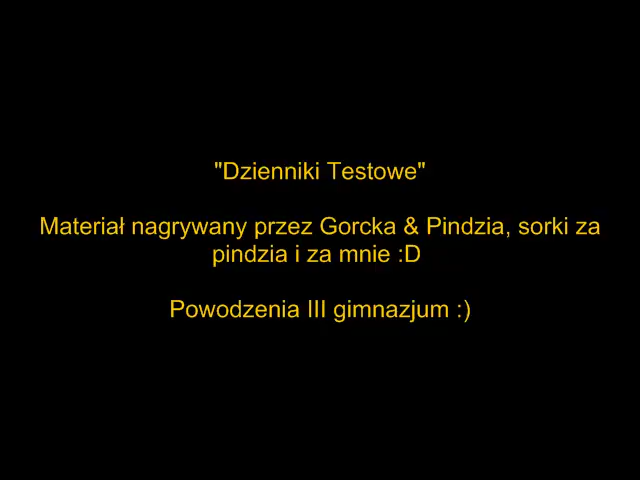 "Dzienniki Testowe"
Materiał nagrywany przez Gorcka & Pindzia, sorki za
pindzia i za mnie :D
Powodzenia III gimnazjum :)